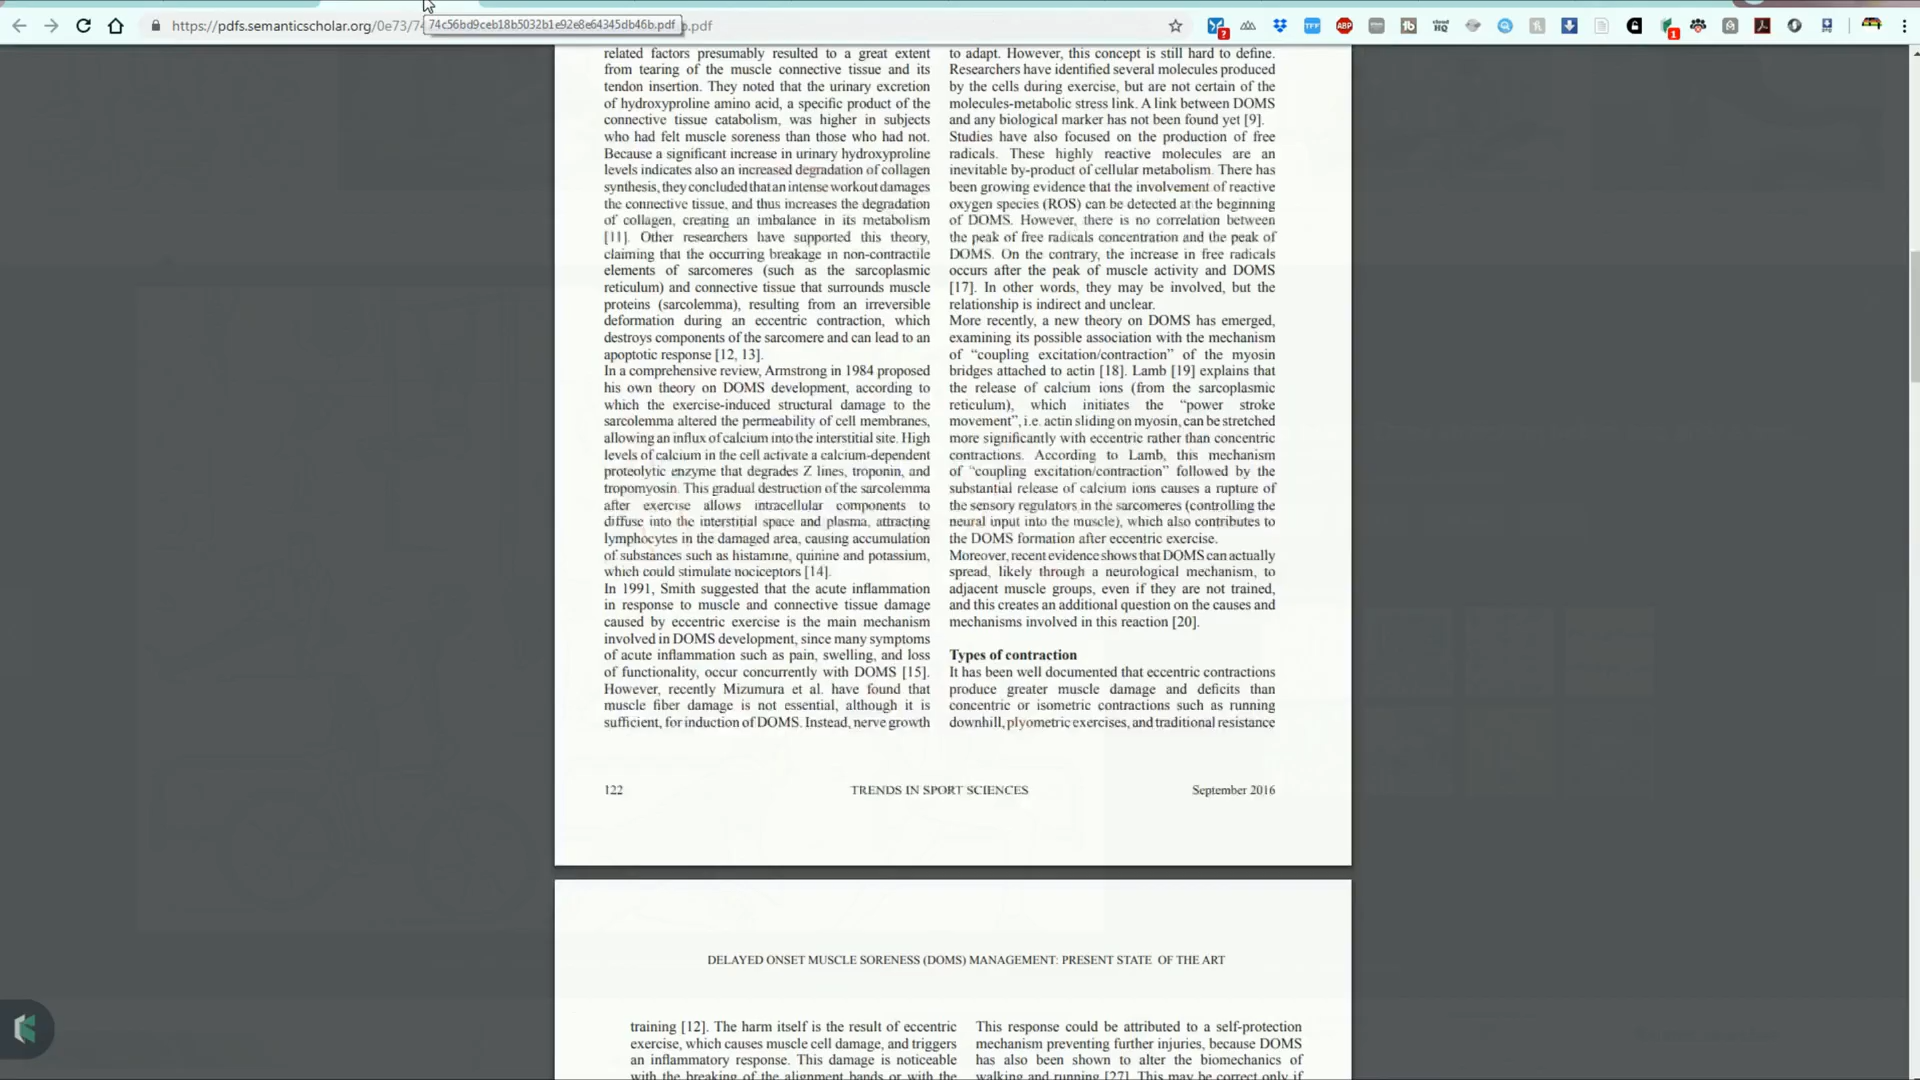 https://pdfs.semanticscholar.org/0e73/74
74c56bd9ceb18b5032b1e92e8e64345db46b.pdf
.pdf
related factors presumably resulted to a great extent
from tearing of the muscle connective tissue and its
tendon insertion. They noted that the urinary excretion
of hydroxyproline amino acid, a specific product of the
connective tissue catabolism, was higher in subjects
who had felt muscle soreness than those who had not.
Because a significant increase in urinary hydroxyproline
levels indicates also an increased degradation of collagen
synthesis, they concluded that an intense workout damages
the connective tissue, and thus increases the degradation
of collagen, creating an imbalance in its metabolism
[11]. Other researchers have supported this theory,
claiming that the occurring breakage in non-contractile
elements of sarcomeres (such as the sarcoplasmic
reticulum) and connective tissue that surrounds muscle
proteins (sarcolemma), resulting from an irreversible
deformation during an eccentric contraction, which
destroys components of the sarcomere and can lead to an
apoptotic response [12, 13].
In a comprehensive review, Armstrong in 1984 proposed
his own theory on DOMS development, according to
which the exercise-induced structural damage to the
sarcolemma altered the permeability of cell membranes,
allowing an influx of calcium into the interstitial site. High
levels of calcium in the cell activate a calcium-dependent
proteolytic enzyme that degrades Z lines, troponin, and
tropomyosin. This gradual destruction of the sarcolemma
after exercise allows intracellular components to
diffuse into the interstitial space and plasma, attracting
lymphocytes in the damaged area, causing accumulation
of substances such as histamine, quinine and potassium,
which could stimulate nociceptors [14].
In 1991, Smith suggested that the acute inflammation
in response to muscle and connective tissue damage
caused by eccentric exercise is the main mechanism
involved in DOMS development, since many symptoms
of acute inflammation such as pain, swelling, and loss
of functionality, occur concurrently with DOMS [15].
However, recently Mizumura et al. have found that
muscle fiber damage is not essential, although it is
sufficient, for induction of DOMS. Instead, nerve growth
to adapt. However, this concept is still hard to define.
Researchers have identified several molecules produced
by the cells during exercise, but are not certain of the
molecules-metabolic stress link. A link between DOMS
and any biological marker has not been found yet [9].
Studies have also focused on the production of free
radicals. These highly reactive molecules are an
inevitable by-product of cellular metabolism. There has
been growing evidence that the involvement of reactive
oxygen species (ROS) can be detected at the beginning
of DOMS. However, there is no correlation between
the peak of free radicals concentration and the peak of
DOMS. On the contrary, the increase in free radicals
occurs after the peak of muscle activity and DOMS
[17]. In other words, they may be involved, but the
relationship is indirect and unclear.
More recently, a new theory on DOMS has emerged,
examining its possible association with the mechanism
of “coupling excitation/contraction” of the myosin
bridges attached to actin [18]. Lamb [19] explains that
the release of calcium ions (from the sarcoplasmic
reticulum), which initiates the “power stroke
movement”, i.e. actin sliding on myosin, can be stretched
more significantly with eccentric rather than concentric
contractions. According to Lamb, this mechanism
of “coupling excitation/contraction” followed by the
substantial release of calcium ions causes a rupture of
the sensory regulators in the sarcomeres (controlling the
neural input into the muscle), which also contributes to
the DOMS formation after eccentric exercise.
Moreover, recent evidence shows that DOMS can actually
spread, likely through a neurological mechanism, to
adjacent muscle groups, even if they are not trained,
and this creates an additional question on the causes and
mechanisms involved in this reaction [20].
Types of contraction
It has been well documented that eccentric contractions
produce greater muscle damage and deficits than
concentric or isometric contractions such as running
downhill, plyometric exercises, and traditional resistance
122 TRENDS IN SPORT SCIENCES September 2016
DELAYED ONSET MUSCLE SORENESS (DOMS) MANAGEMENT: PRESENT STATE OF THE ART
training [12]. The harm itself is the result of eccentric
exercise, which causes muscle cell damage, and triggers
an inflammatory response. This damage is noticeable
with the breaking of the alignment bands or with the
This response could be attributed to a self-protection
mechanism preventing further injuries, because DOMS
has also been shown to alter the biomechanics of
walking and running [27]. This may be correct only if